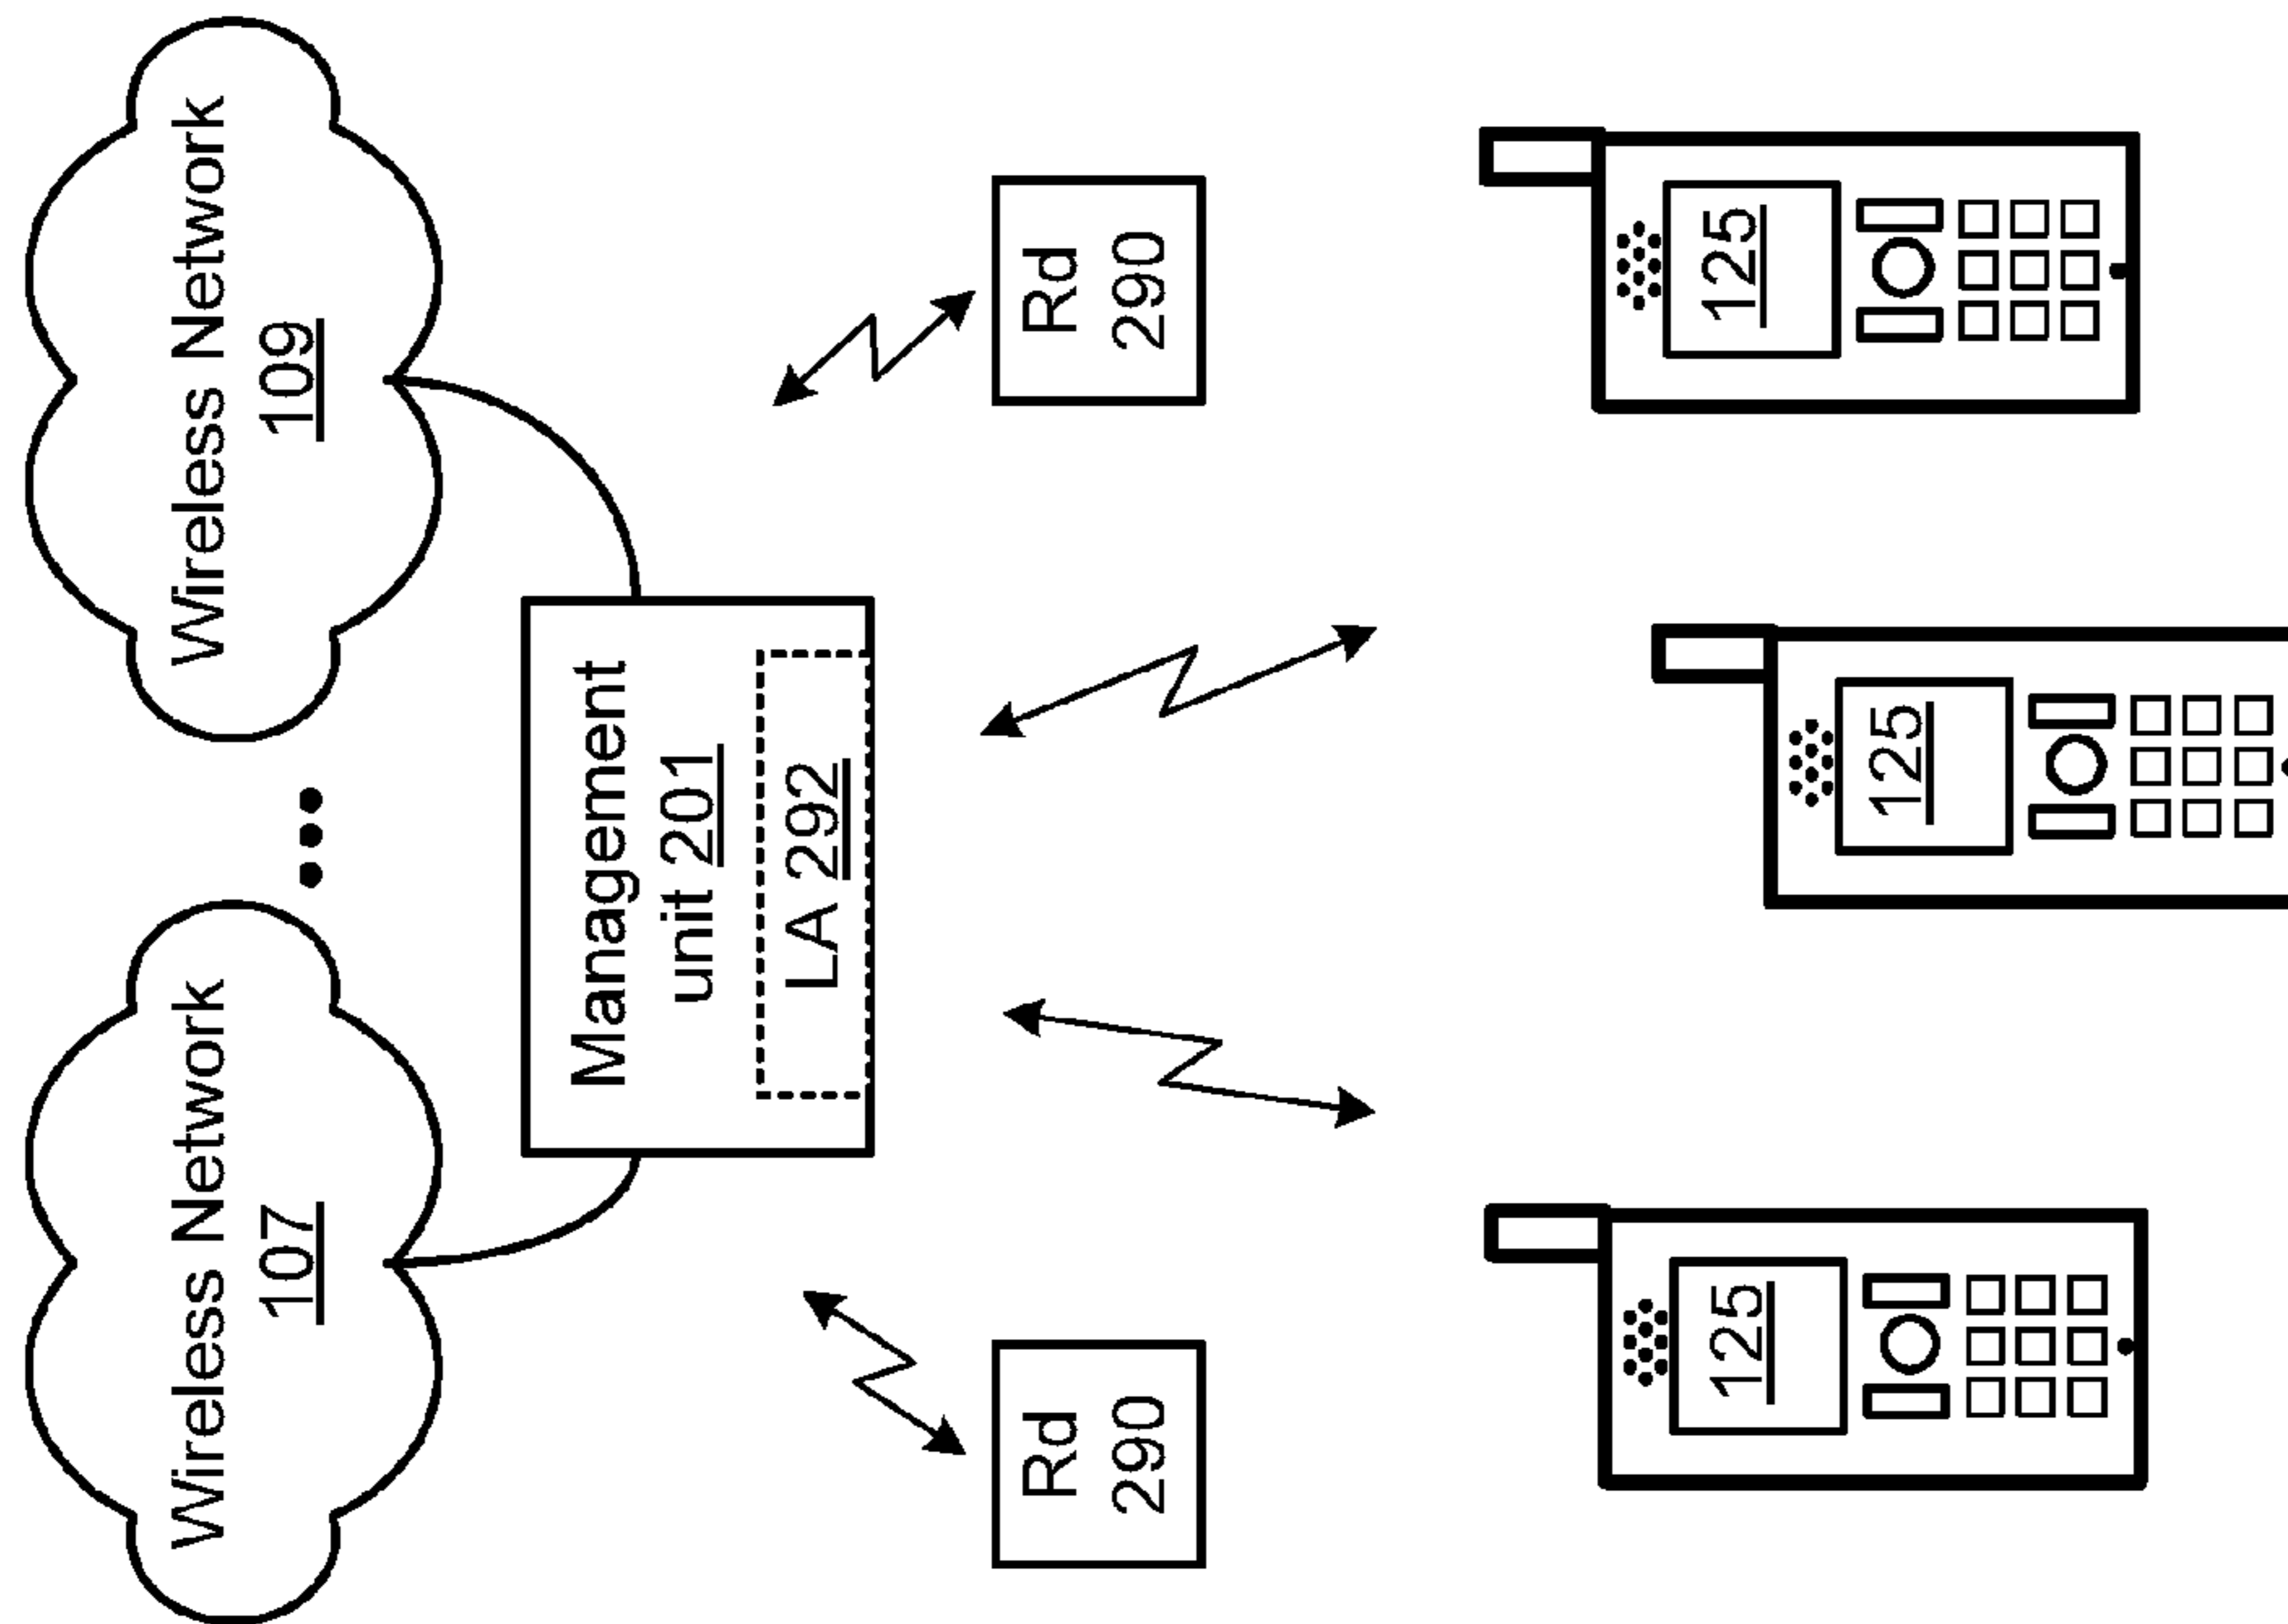 Wireless Network
107
Wireless Network
109
Management
unit 201
LA 292
Rd
290
Rd
290
125
125
125